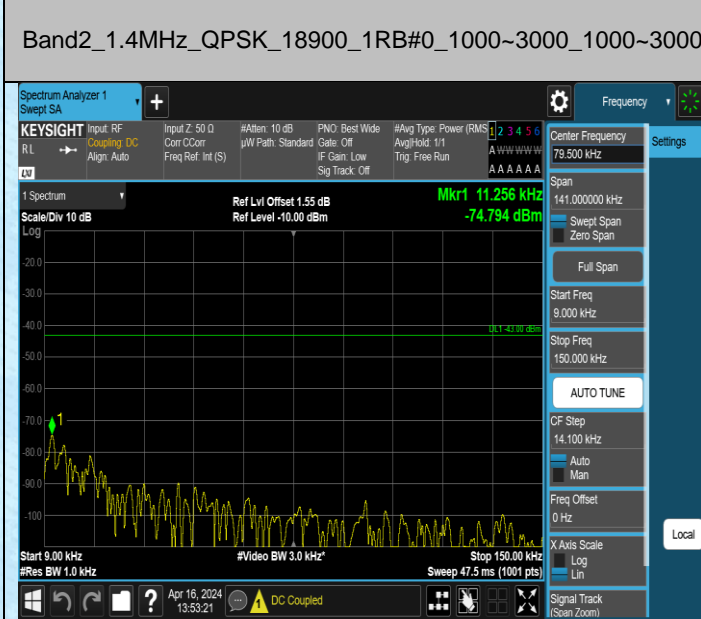 Band2_1.4MHz_QPSK_18900_1RB#0_1000~3000_1000~3000
Spectrum Analyzer 1
Swept SA
Frequency
KEYSIGHT
RL
LXI
Input: RF
Coupling: DC
Align: Auto
Input Z: 50 Ω
Corr CCorr
Freq Ref: Int (S)
#Atten: 10 dB
µW Path: Standard
PNO: Best Wide
Gate: Off
IF Gain: Low
Sig Track: Off
#Avg Type: Power (RMS
Avg|Hold: 1/1
Trig: Free Run
1 2 3 4 5 6
A W W W W W
A A A A A A
1 Spectrum
Scale/Div 10 dB
Log
Ref Lvl Offset 1.55 dB
Ref Level -10.00 dBm
Mkr1 11.256 kHz
-74.794 dBm
-20.0
-30.0
-40.0
-50.0
-60.0
-70.0
-80.0
-90.0
-100
DL1 -43.00 dBm
1
Start 9.00 kHz
#Res BW 1.0 kHz
#Video BW 3.0 kHz*
Stop 150.00 kHz
Sweep 47.5 ms (1001 pts)
Center Frequency
79.500 kHz
Span
141.000000 kHz
Swept Span
Zero Span
Full Span
Start Freq
9.000 kHz
Stop Freq
150.000 kHz
AUTO TUNE
CF Step
14.100 kHz
Auto
Man
Freq Offset
0 Hz
X Axis Scale
Log
Lin
Signal Track
(Span Zoom)
Settings
Local
?
Apr 16, 2024
13:53:21
1
DC Coupled